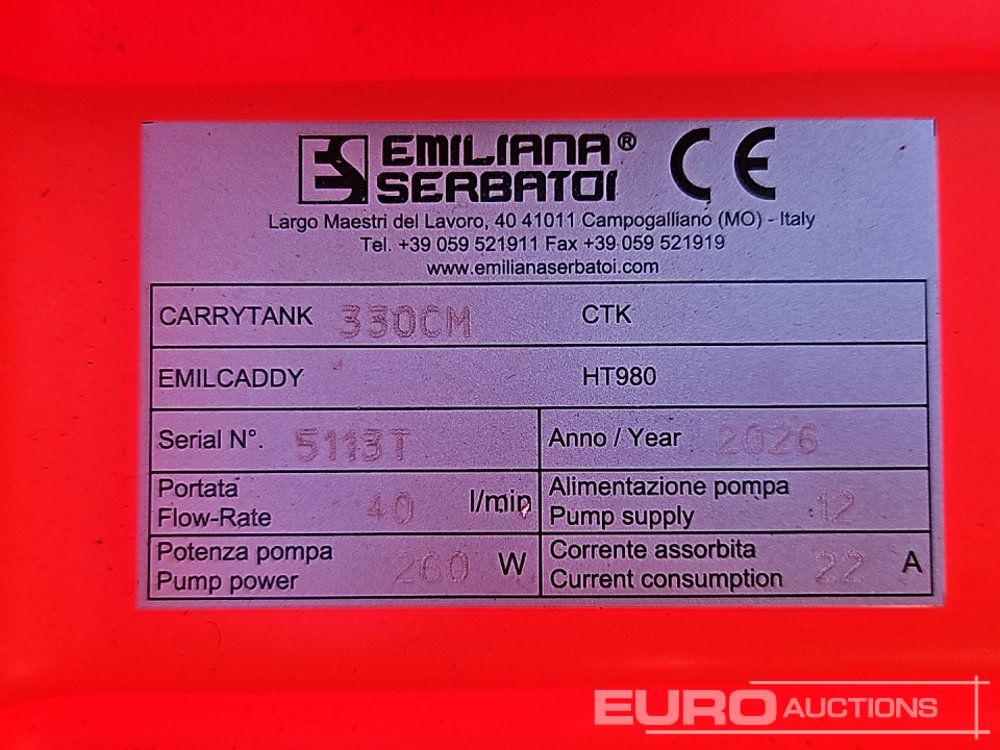 EMILIANA®
SERBATOI
CE
Largo Maestri del Lavoro, 40 41011 Campogalliano (MO) - Italy
Tel. +39 059 521911 Fax +39 059 521919
www.emilianaserbatoi.com
CARRYTANK 330CM CTK
EMILCADDY HT980
Serial N°. 5113T Anno / Year 2026
Portata
Flow-Rate 40 l/min
Alimentazione pompa
Pump supply 12
Potenza pompa
Pump power 260 W
Corrente assorbita
Current consumption 22 A
EURO AUCTIONS